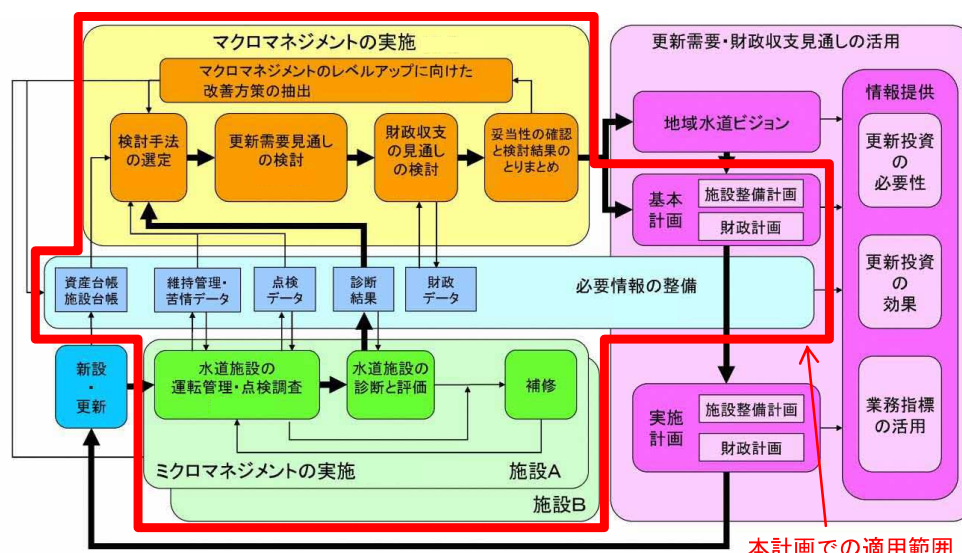 マクロマネジメントの実施
マクロマネジメントのレベルアップに向けた
改善方策の抽出
検討手法
の選定
更新需要見通し
の検討
財政収支
の見通し
の検討
妥当性の確認
と検討結果の
とりまとめ
更新需要・財政収支見通しの活用
地域水道ビジョン
基本
計画
施設整備計画
財政計画
情報提供
更新投資
の
必要性
更新投資
の
効果
業務指標
の活用
資産台帳
施設台帳
維持管理・
苦情データ
点検
データ
診断
結果
財政
データ
必要情報の整備
新設
・
更新
水道施設の
運転管理・点検調査
水道施設の
診断と評価
補修
ミクロマネジメントの実施
施設A
施設B
実施
計画
施設整備計画
財政計画
本計画での適用範囲